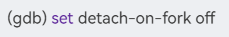 (gdb) set detach-on-fork off